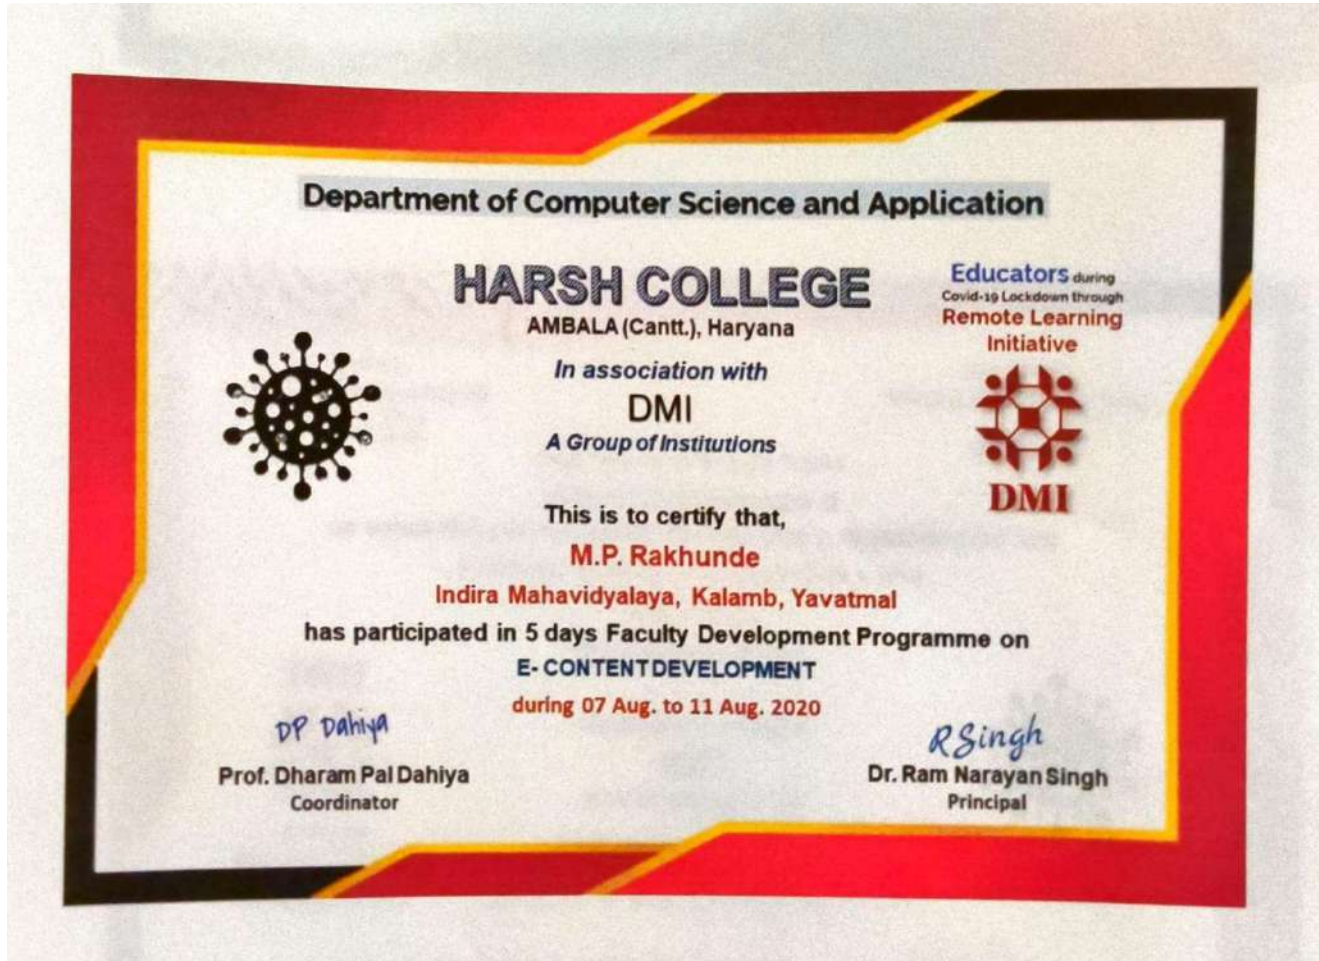 Department of Computer Science and Application
HARSH COLLEGE
AMBALA (Cantt.), Haryana
In association with
DMI
A Group of Institutions
Educators during
Covid-19 Lockdown through
Remote Learning
Initiative
DMI
This is to certify that,
M.P. Rakhunde
Indira Mahavidyalaya, Kalamb, Yavatmal
has participated in 5 days Faculty Development Programme on
E- CONTENT DEVELOPMENT
during 07 Aug. to 11 Aug. 2020
DP Dahiya
Prof. Dharam Pal Dahiya
Coordinator
R Singh
Dr. Ram Narayan Singh
Principal